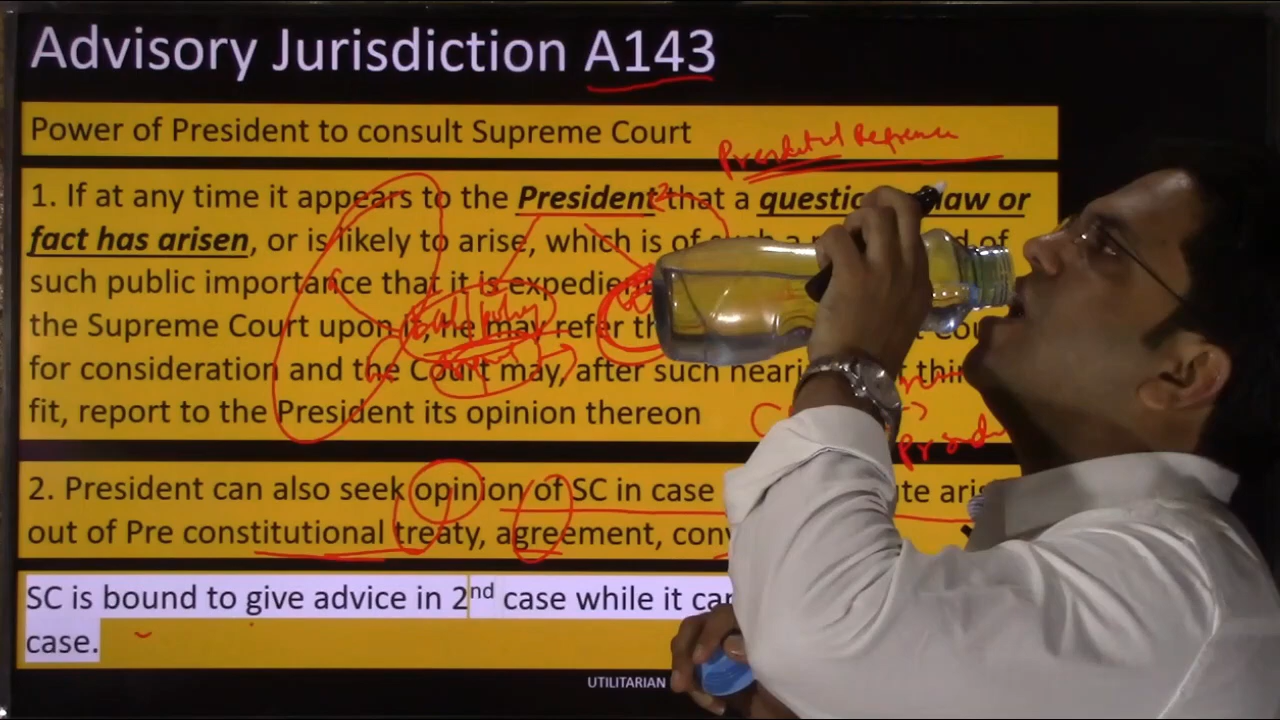 Advisory Jurisdiction A143
Power of President to consult Supreme Court
1. If at any time it appears to the President that a question law or
fact has arisen, or is likely to arise, which is of such a of
such public importance that it is expedien
the Supreme Court upon it, he may refer th
for consideration and the Court may, after such heari
fit, report to the President its opinion thereon
2. President can also seek opinion of SC in case ute aris
out of Pre constitutional treaty, agreement, con
SC is bound to give advice in 2nd case while it ca
case.
UTILITARIAN